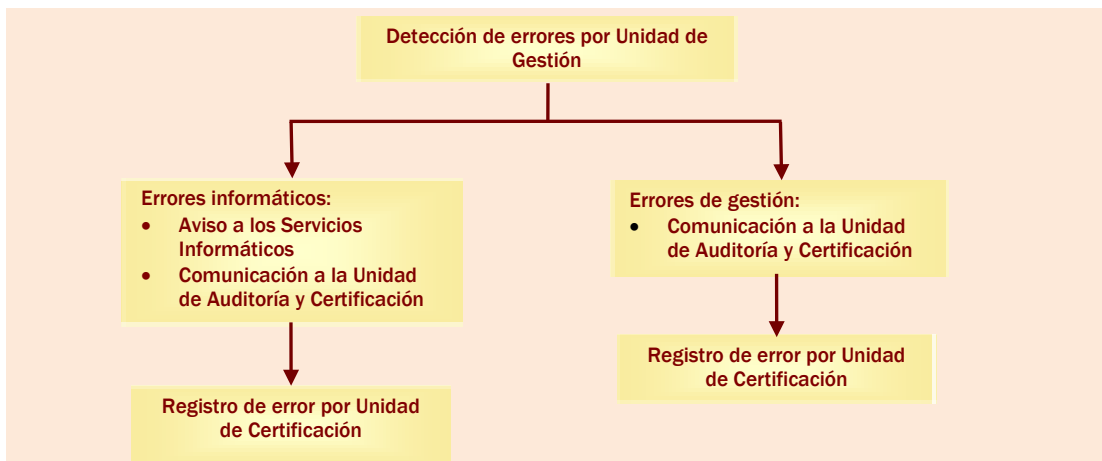 Detección de errores por Unidad de
Gestión
Errores informáticos:
• Aviso a los Servicios
Informáticos
• Comunicación a la Unidad
de Auditoría y Certificación
Registro de error por Unidad
de Certificación
Errores de gestión:
• Comunicación a la Unidad
de Auditoría y Certificación
Registro de error por Unidad
de Certificación